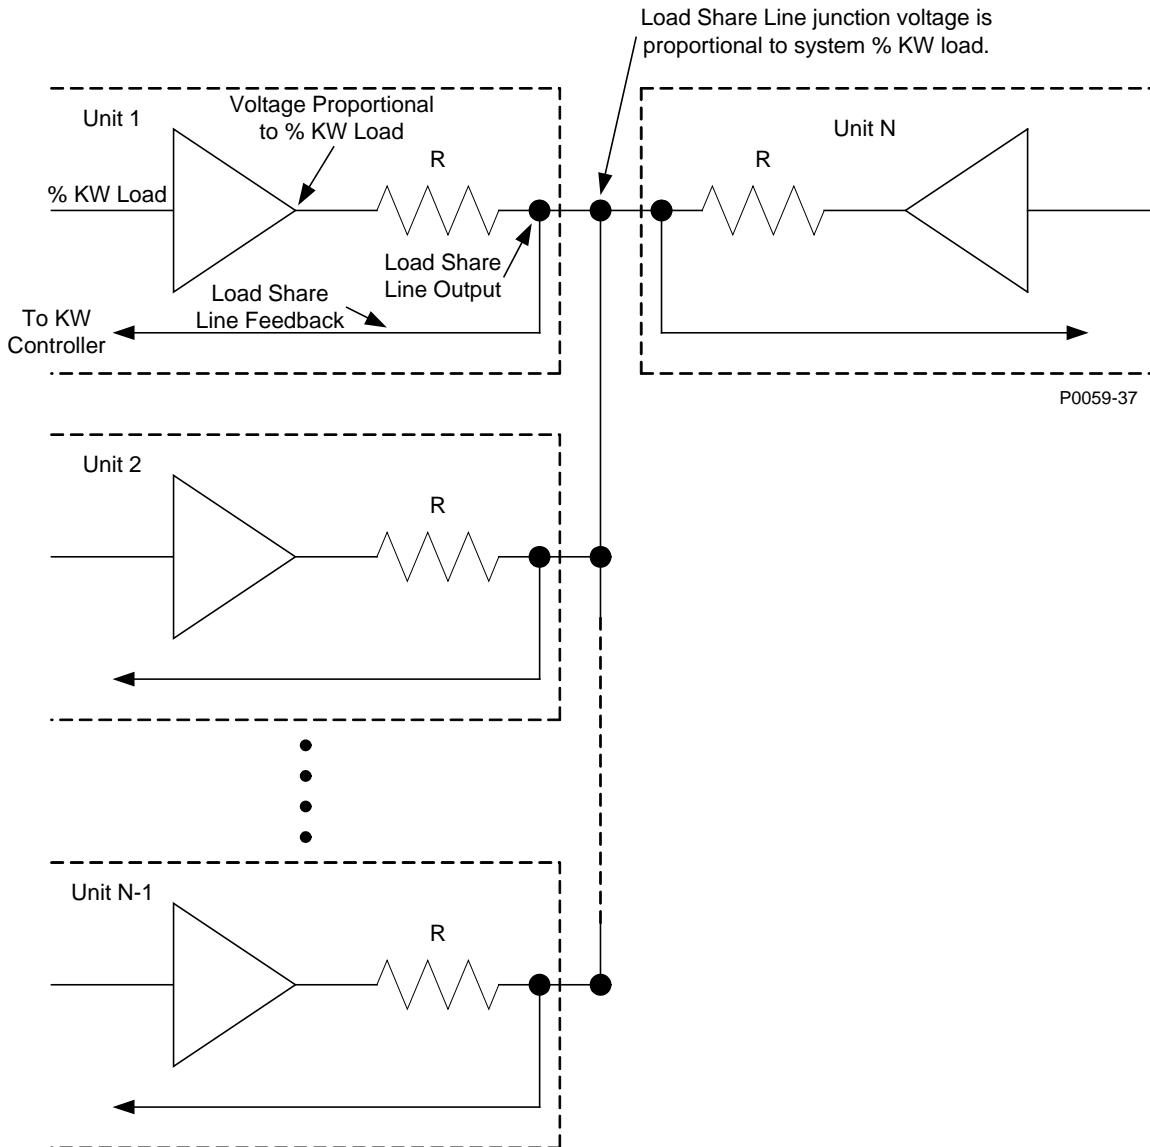 Load Share Line junction voltage is
proportional to system % KW load.
Unit 1
Voltage Proportional
to % KW Load
R
% KW Load
Load Share
Line Output
Load Share
Line Feedback
To KW
Controller
Unit N
R
P0059-37
Unit 2
R
Unit N-1
R